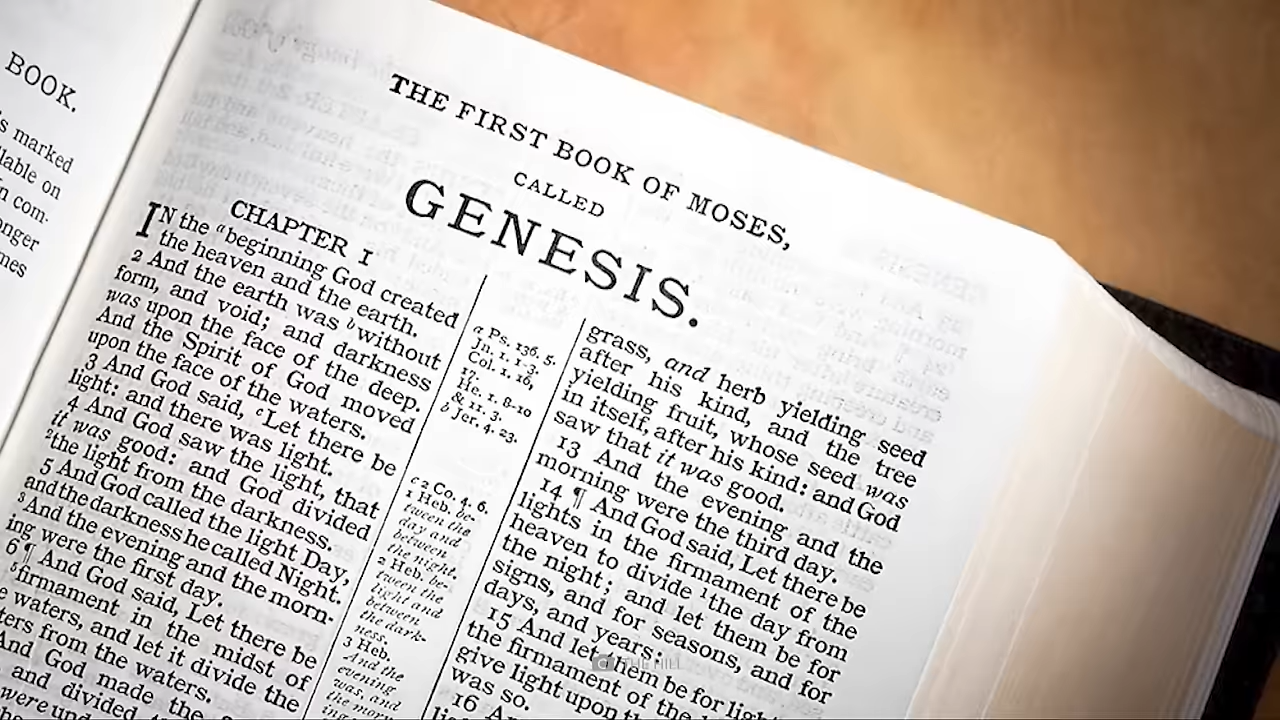 BOOK.
's marked
lable on
'n com-
onger
mes
THE FIRST BOOK OF MOSES,
CALLED
GENESIS.
CHAPTER I
IN the ᵃbeginning God created
the heaven and the earth.
2 And the earth was ᵇwithout
form, and void; and darkness
was upon the face of the deep.
And the Spirit of God moved
upon the face of the waters.
3 And God said, ᶜLet there be
light: and there was light.
4 And God saw the light, that
it was good: and God divided
the light from the darkness.
5 And God called the light Day,
and the darkness he called Night.
³And the evening and the morn-
ing were the first day.
6 ¶ And God said, Let there be
firmament in the midst of
e waters, and let it divide the
ters from the waters.
And God made the
and divided
were und
a Ps. 136. 5.
Jn. 1. 1-3.
Col. 1. 16,
17.
He. 1. 8-10
& 11. 3.
b Jer. 4. 23.
c 2 Co. 4. 6.
1 Heb. be-
tween the
day and
between
the night.
2 Heb. be-
tween the
light and
between
the dark-
ness.
3 Heb.
And the
evening
was, and
the morn-
ing
grass, and herb yielding seed
after his kind, and the tree
yielding fruit, whose seed was
in itself, after his kind: and God
saw that it was good.
13 And the evening and the
morning were the third day.
14 ¶ And God said, Let there be
lights in the firmament of the
heaven to divide ¹the day from
the night; and let them be for
signs, and for seasons, and for
days, and years;
15 And let them be for light
the firmament of the
give light upon
was so.
16
THE HILL